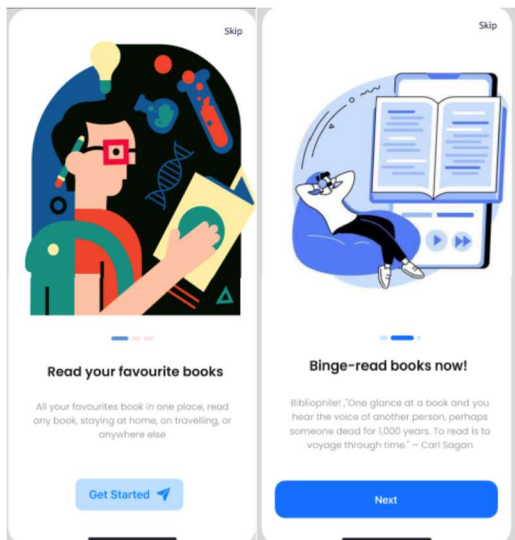 Skip
Read your favourite books
All your favourites book in one place, read
any book, staying at home, on travelling, or
anywhere else
Get Started
Skip
Binge-read books now!
Bibliophile! ,"One glance at a book and you
hear the voice of another person, perhaps
someone dead for 1,000 years. To read is to
voyage through time." – Carl Sagan
Next